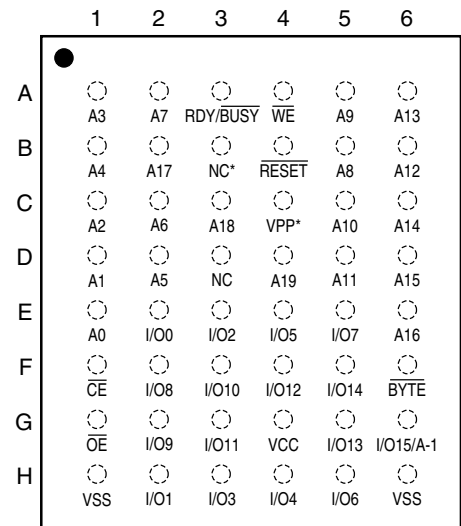 1 2 3 4 5 6
A
A3 A7 RDY/BUSY WE A9 A13
B
A4 A17 NC* RESET A8 A12
C
A2 A6 A18 VPP* A10 A14
D
A1 A5 NC A19 A11 A15
E
A0 I/O0 I/O2 I/O5 I/O7 A16
F
CE I/O8 I/O10 I/O12 I/O14 BYTE
G
OE I/O9 I/O11 VCC I/O13 I/O15/A-1
H
VSS I/O1 I/O3 I/O4 I/O6 VSS